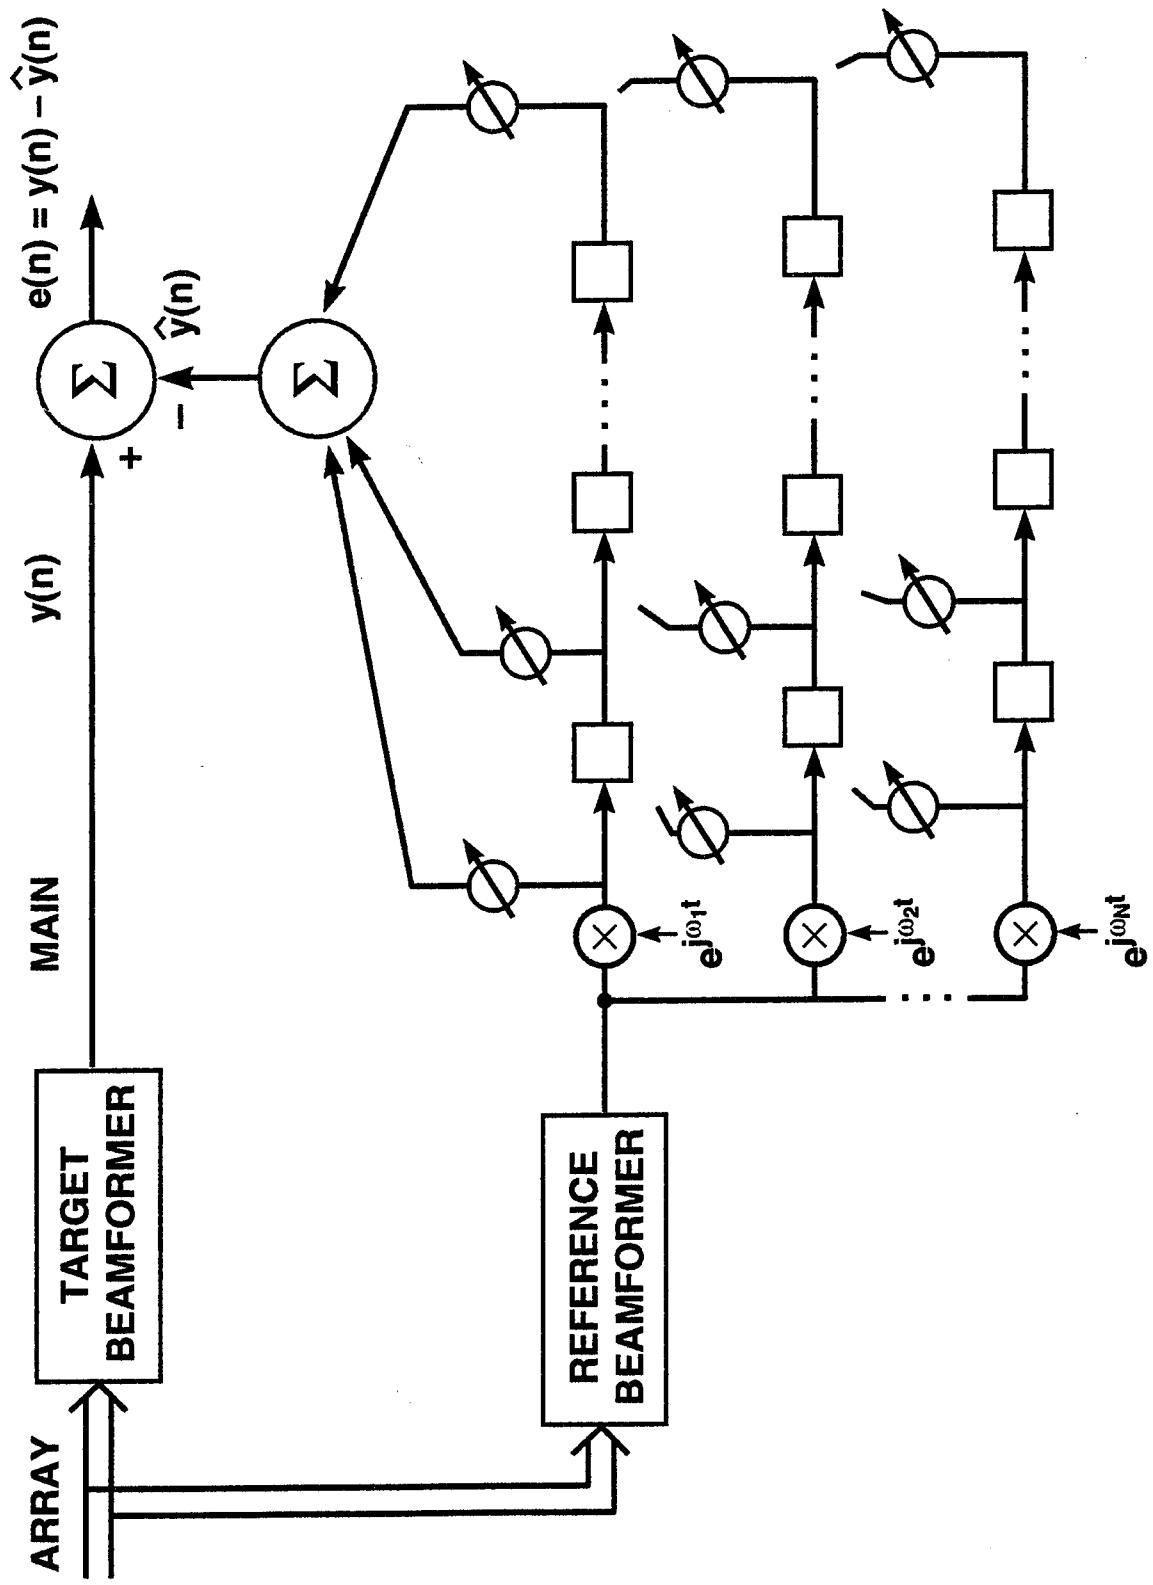 ARRAY
TARGET
BEAMFORMER
MAIN
y(n)
e(n) = y(n) − ŷ(n)
+
Σ
−
ŷ(n)
Σ
REFERENCE
BEAMFORMER
×
e^{jω₁t}
×
e^{jω₂t}
×
e^{jω_Nt}